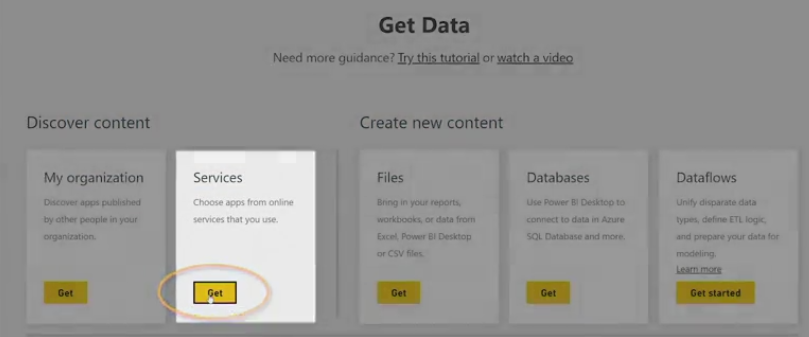 Get Data
Need more guidance? Try this tutorial or watch a video
Discover content
Create new content
My organization
Discover apps published
by other people in your
organization.
Get
Services
Choose apps from online
services that you use.
Get
Files
Bring in your reports,
workbooks, or data from
Excel, Power BI Desktop
or CSV files.
Get
Databases
Use Power BI Desktop to
connect to data in Azure
SQL Database and more.
Get
Dataflows
Unify disparate data
types, define ETL logic,
and prepare your data for
modeling.
Learn more
Get started